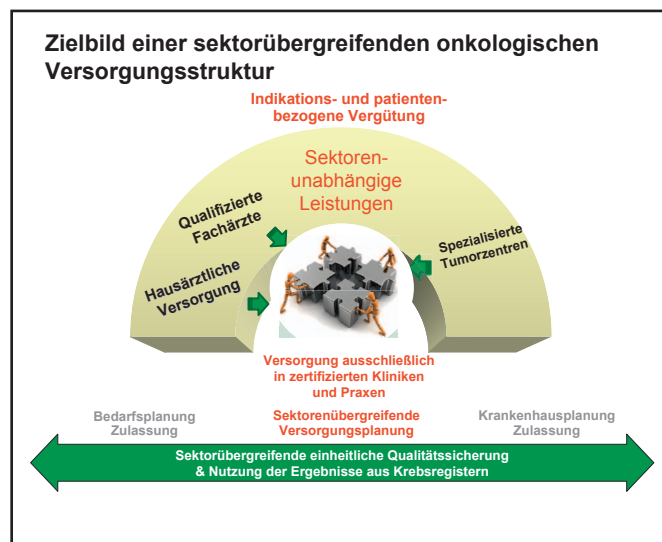 Zielbild einer sektorübergreifenden onkologischen
Versorgungsstruktur
Indikations- und patienten-
bezogene Vergütung
Sektoren-
unabhängige
Leistungen
Qualifizierte
Fachärzte
Hausärztliche
Versorgung
Spezialisierte
Tumorzentren
Versorgung ausschließlich
in zertifizierten Kliniken
und Praxen
Bedarfsplanung
Zulassung
Sektorenübergreifende
Versorgungsplanung
Krankenhausplanung
Zulassung
Sektorübergreifende einheitliche Qualitätssicherung
& Nutzung der Ergebnisse aus Krebsregistern